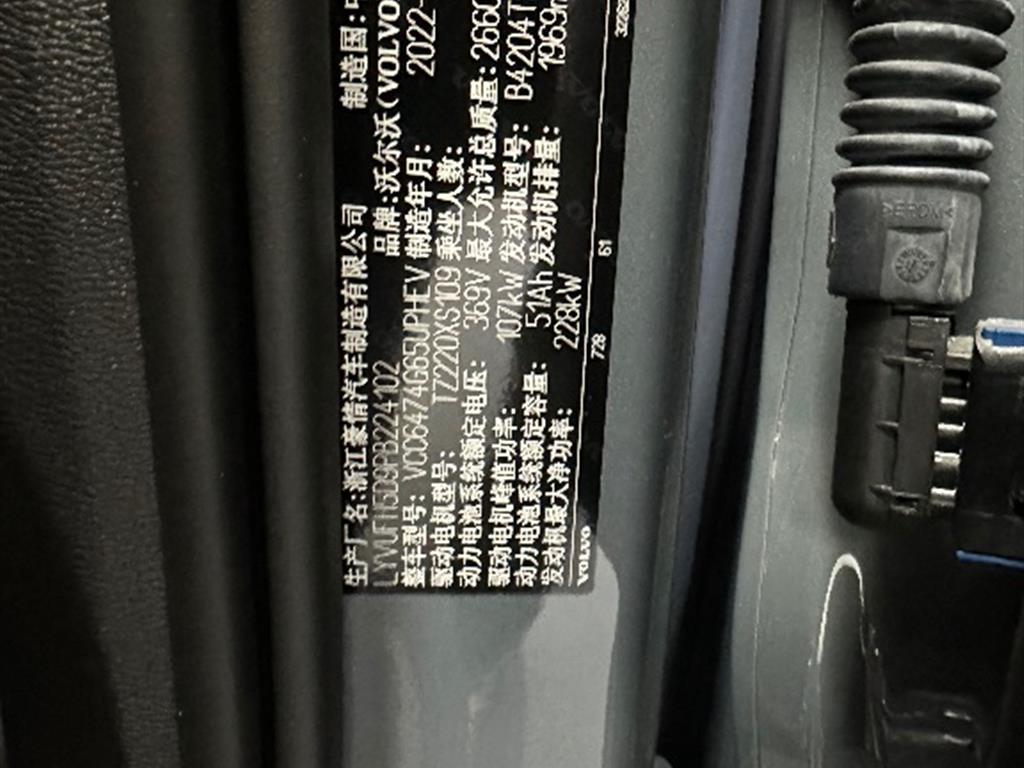 生产厂名:浙江豪情汽车制造有限公司 制造国:
LYVUFH5D9PB224102 品牌:沃尔沃(VOLVO
整车型号: VCC6474G65JPHEV 制造年月: 2022-
驱动电机型号: TZ220XS109 乘坐人数:
动力电池系统额定电压: 369V 最大允许总质量: 2660
驱动电机峰值功率: 107kW 发动机型号: B4204T
动力电池系统额定容量: 51Ah 发动机排量: 1969
发动机最大净功率: 228kW
VOLVO 728 61
>EPDM<